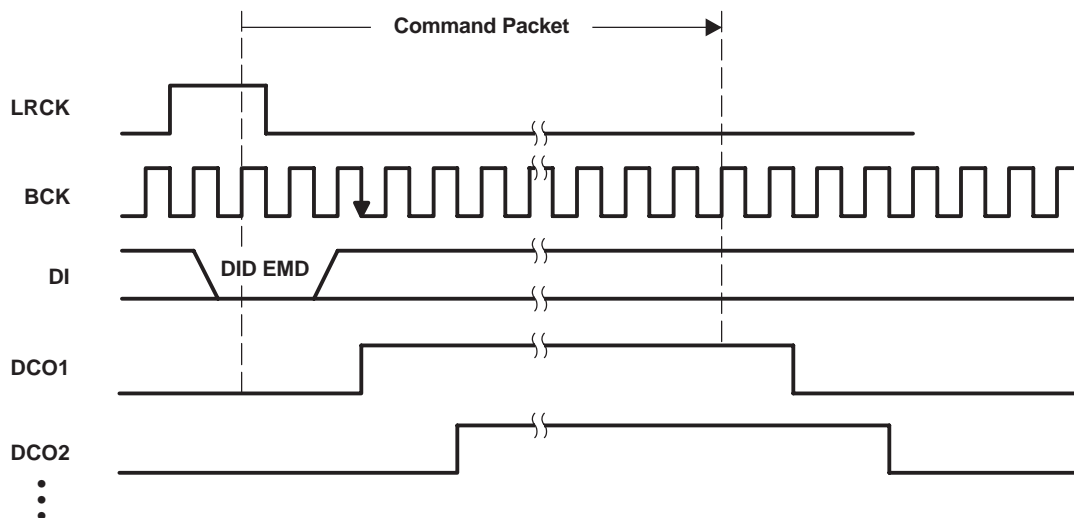 Command Packet
LRCK
BCK
DI
DID EMD
DCO1
DCO2